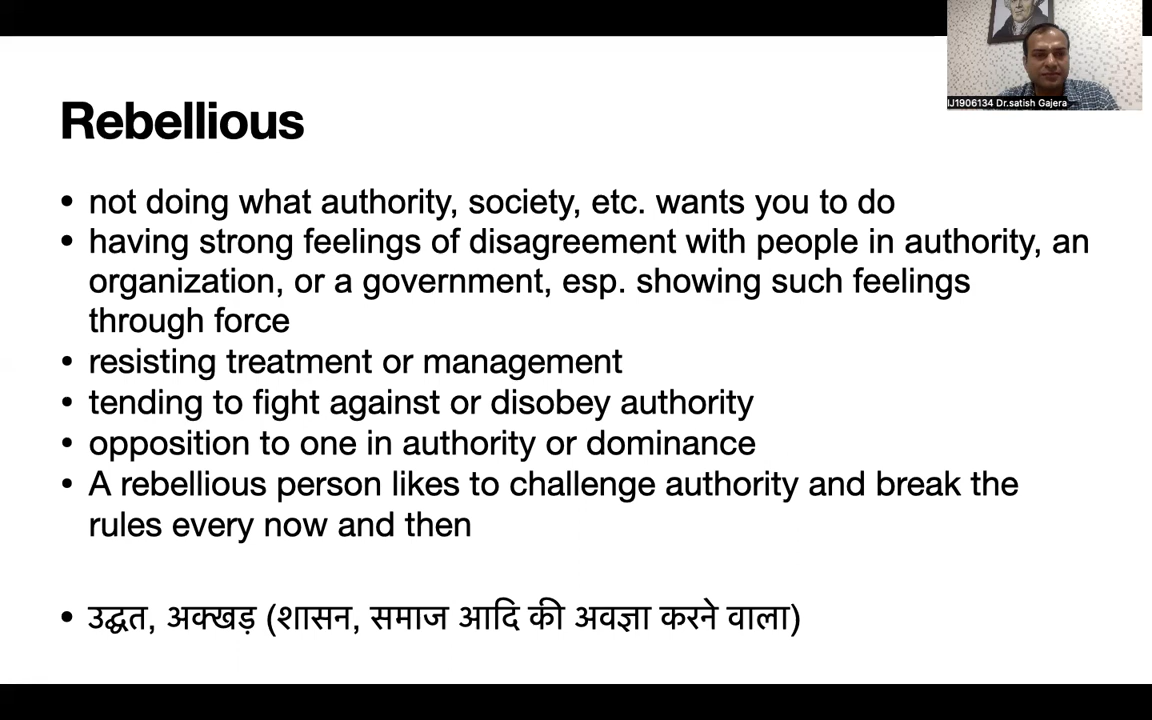 IJ1906134 Dr.satish Gajera
Rebellious
• not doing what authority, society, etc. wants you to do
• having strong feelings of disagreement with people in authority, an
organization, or a government, esp. showing such feelings
through force
• resisting treatment or management
• tending to fight against or disobey authority
• opposition to one in authority or dominance
• A rebellious person likes to challenge authority and break the
rules every now and then
• उद्धत, अक्खड़ (शासन, समाज आदि की अवज्ञा करने वाला)